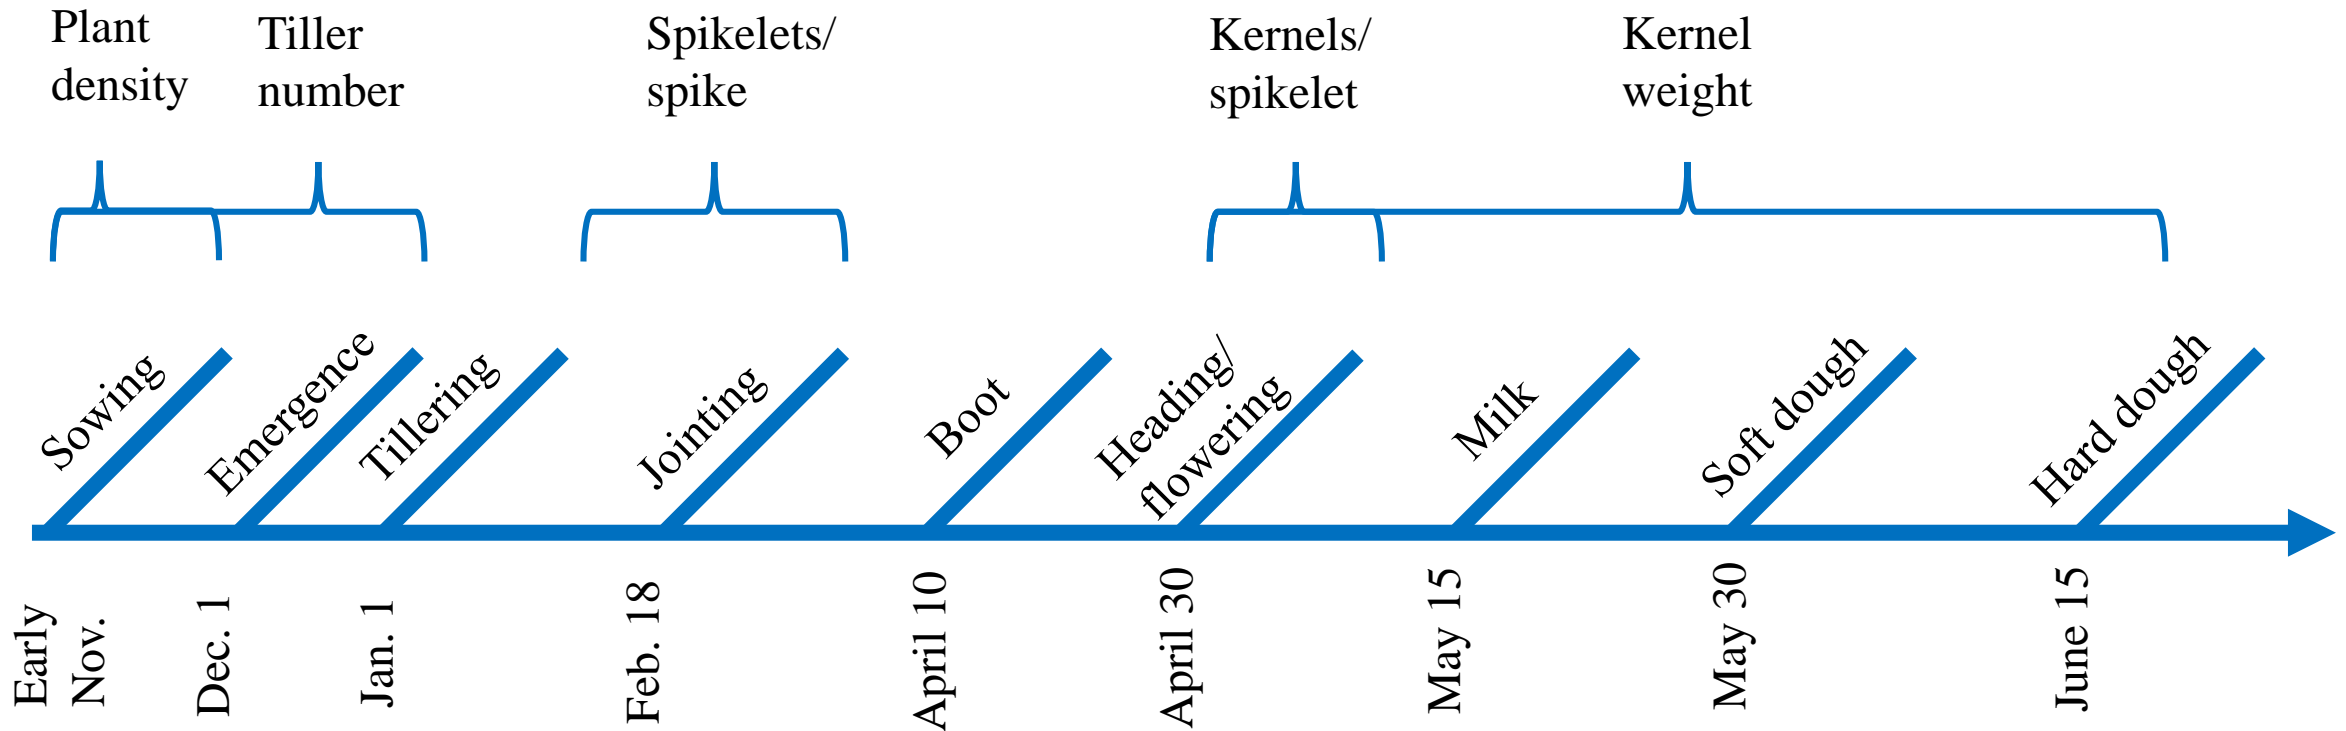 Plant
density
Tiller
number
Spikelets/
spike
Kernels/
spikelet
Kernel
weight
Sowing
Emergence
Tillering
Jointing
Boot
Heading/
flowering
Milk
Soft dough
Hard dough
Early
Nov.
Dec. 1
Jan. 1
Feb. 18
April 10
April 30
May 15
May 30
June 15